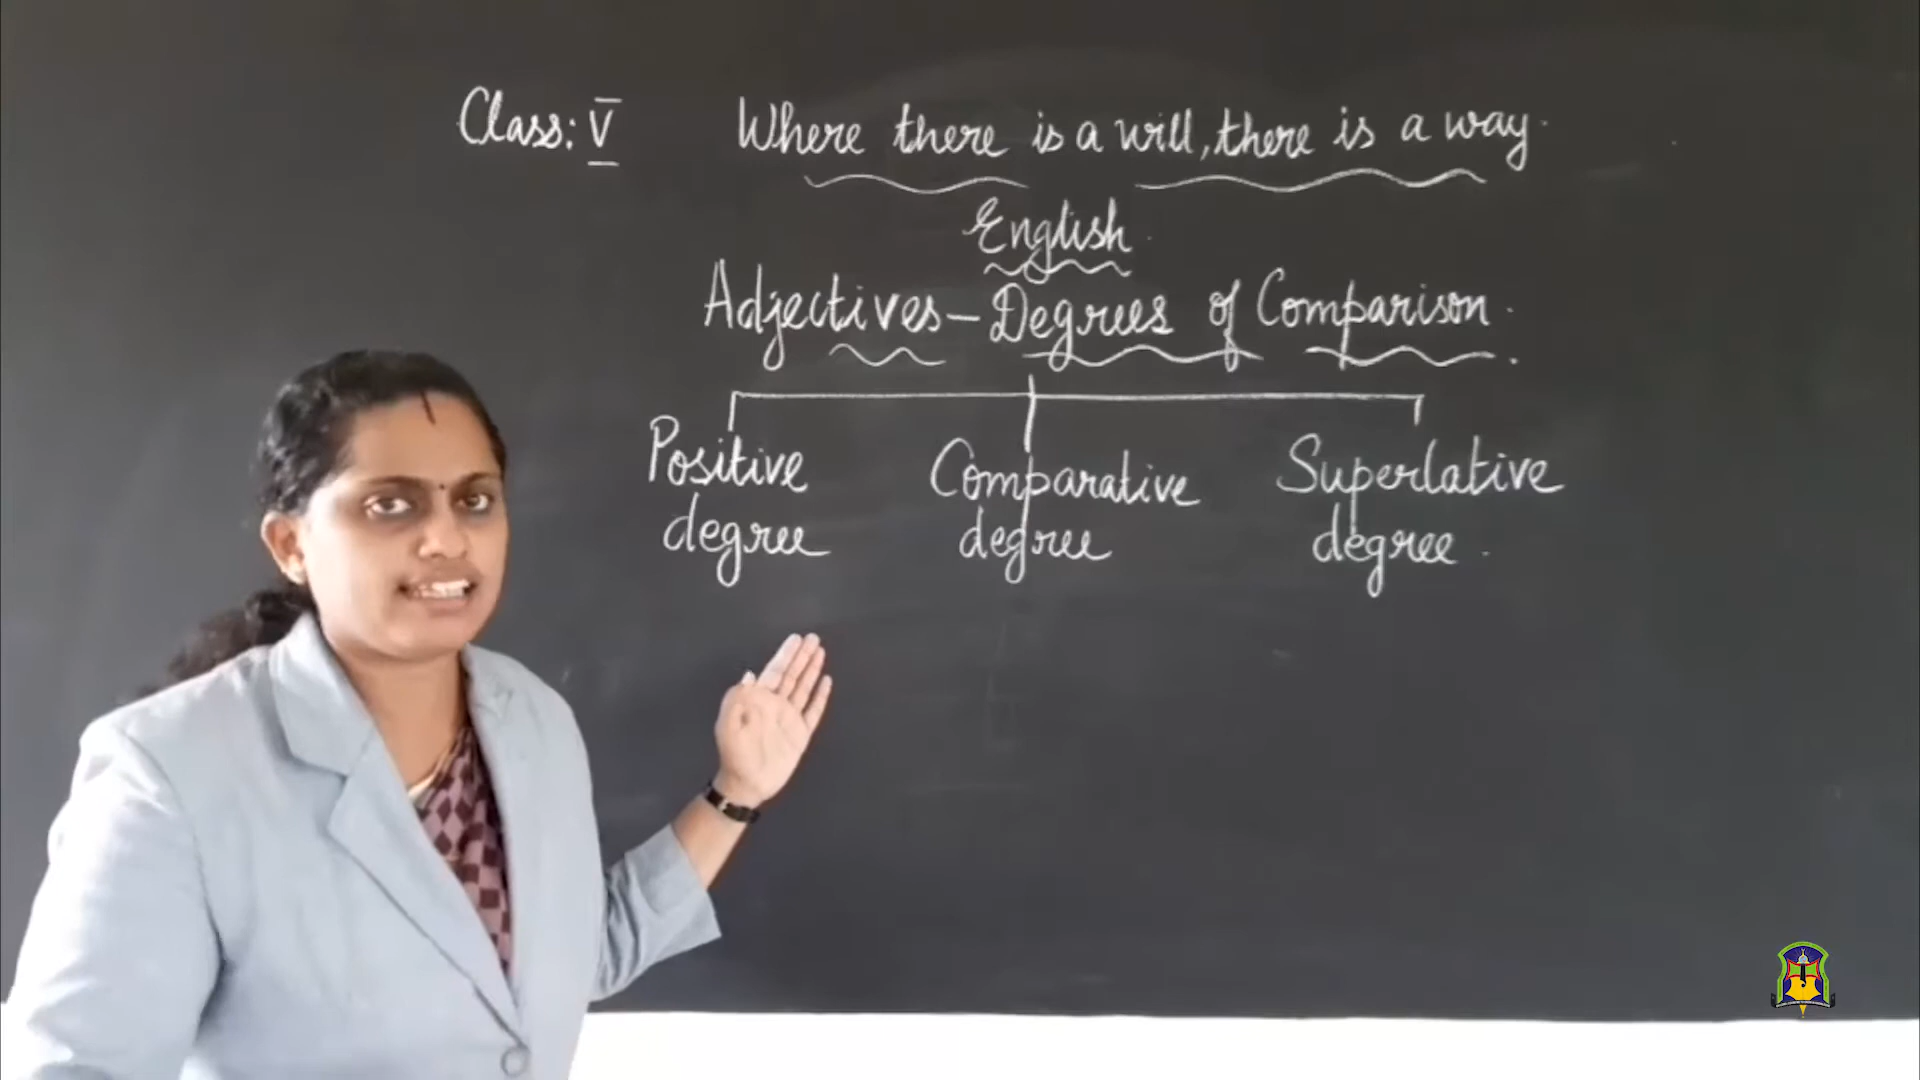 Class: V Where there is a will, there is a way.
English
Adjectives - Degrees of Comparison.
Positive degree
Comparative degree
Superlative degree.